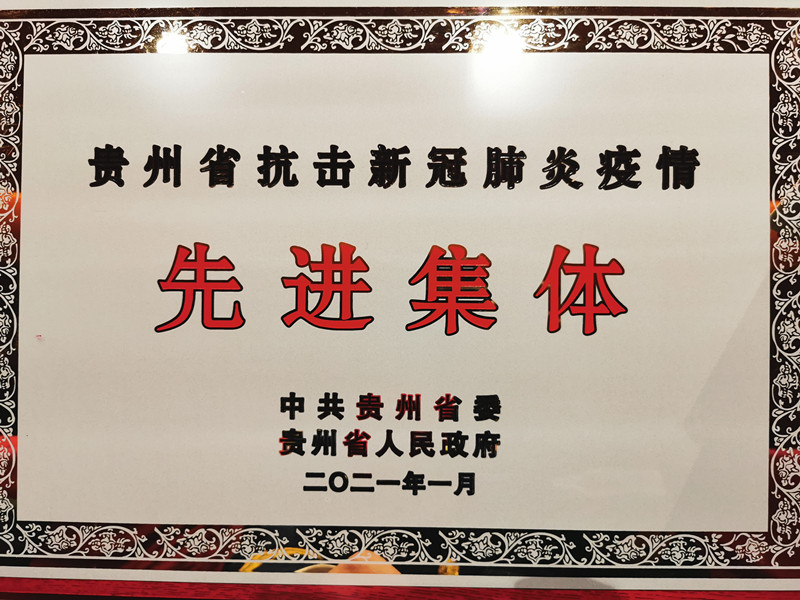 贵州省抗击新冠肺炎疫情
先进集体
中共贵州省委
贵州省人民政府
二〇二一年一月